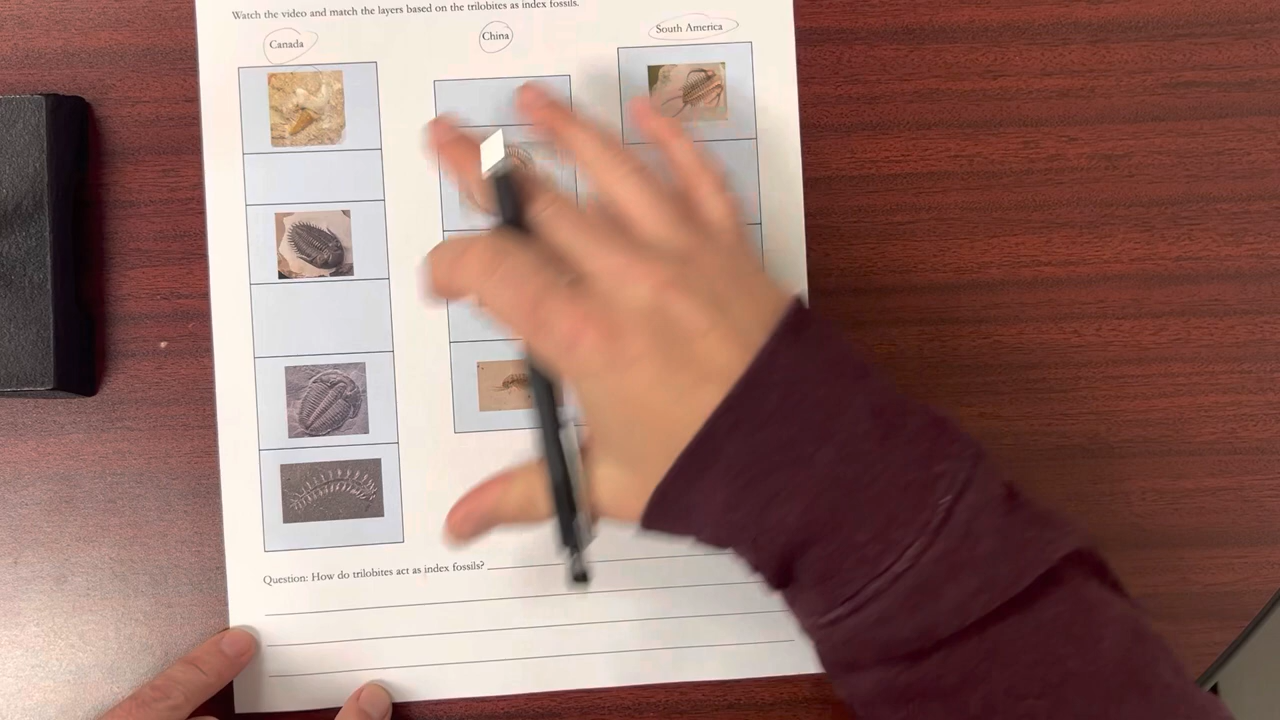 Watch the video and match the layers based on the trilobites as index fossils.
Canada
China
South America
Question: How do trilobites act as index fossils?